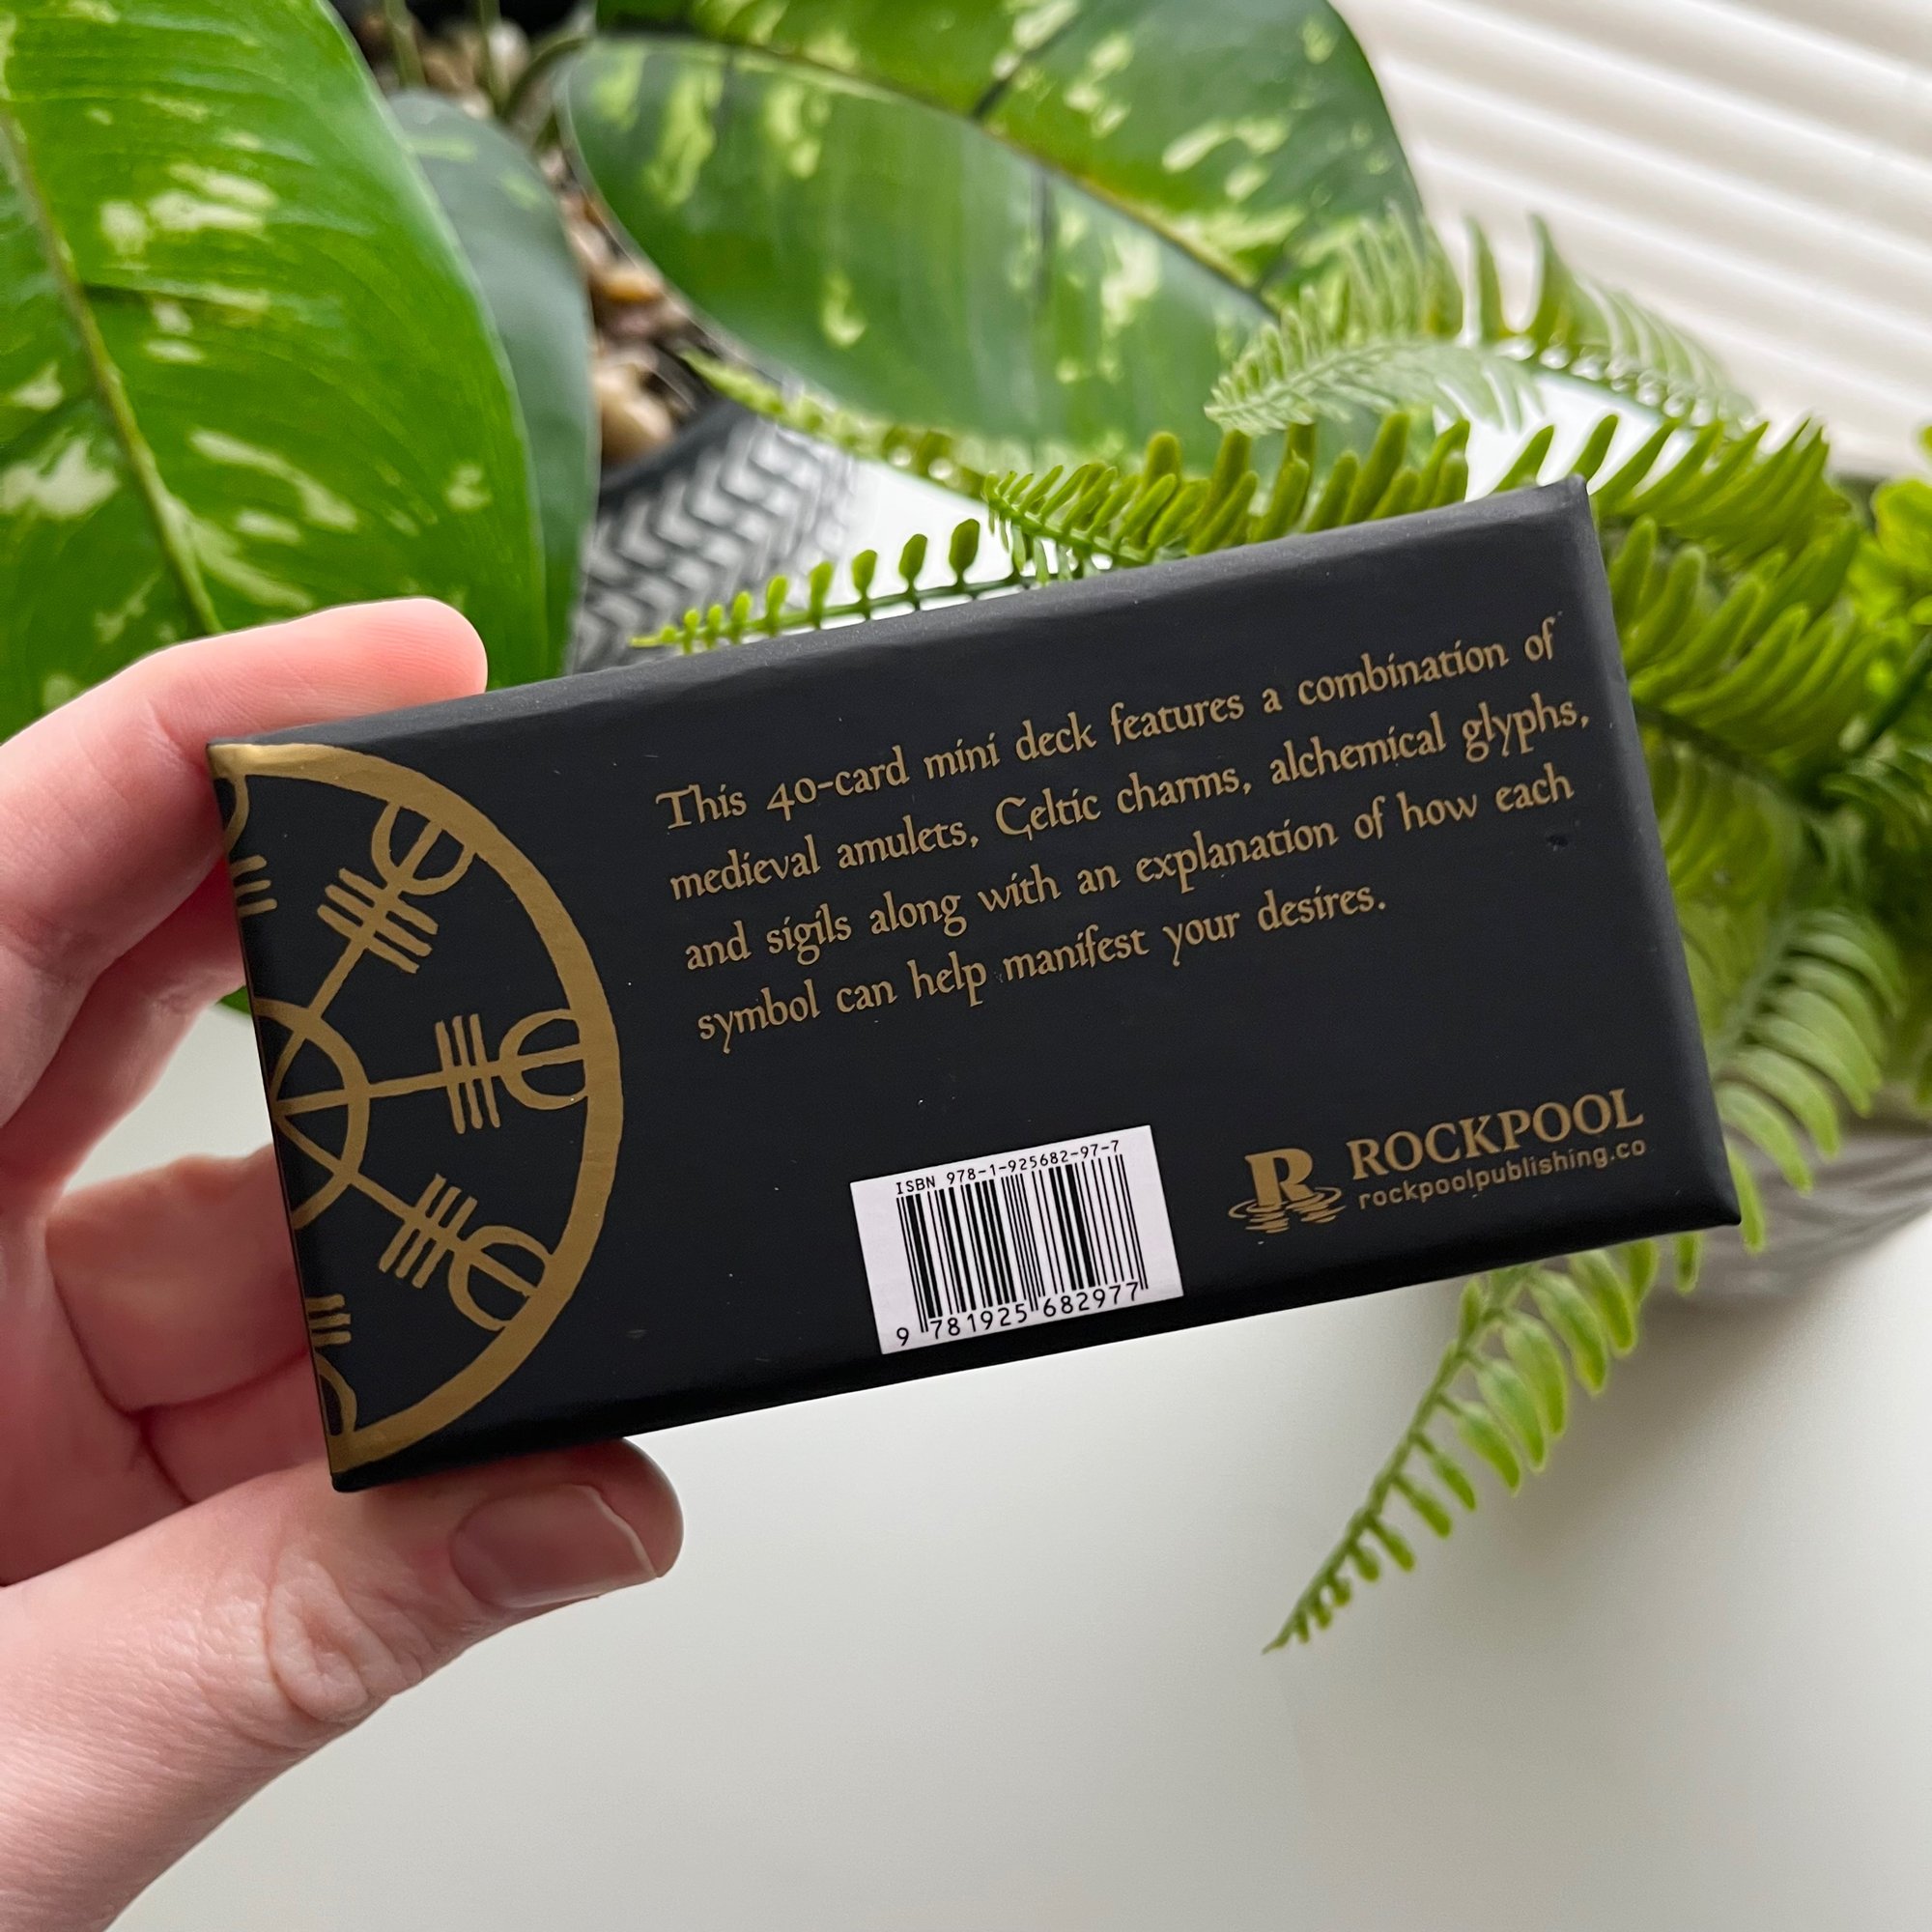 This 40-card mini deck features a combination of
medieval amulets, Celtic charms, alchemical glyphs,
and sigils along with an explanation of how each
symbol can help manifest your desires.
ISBN 978-1-925682-97-7
9 781925 682977
R ROCKPOOL
rockpoolpublishing.co